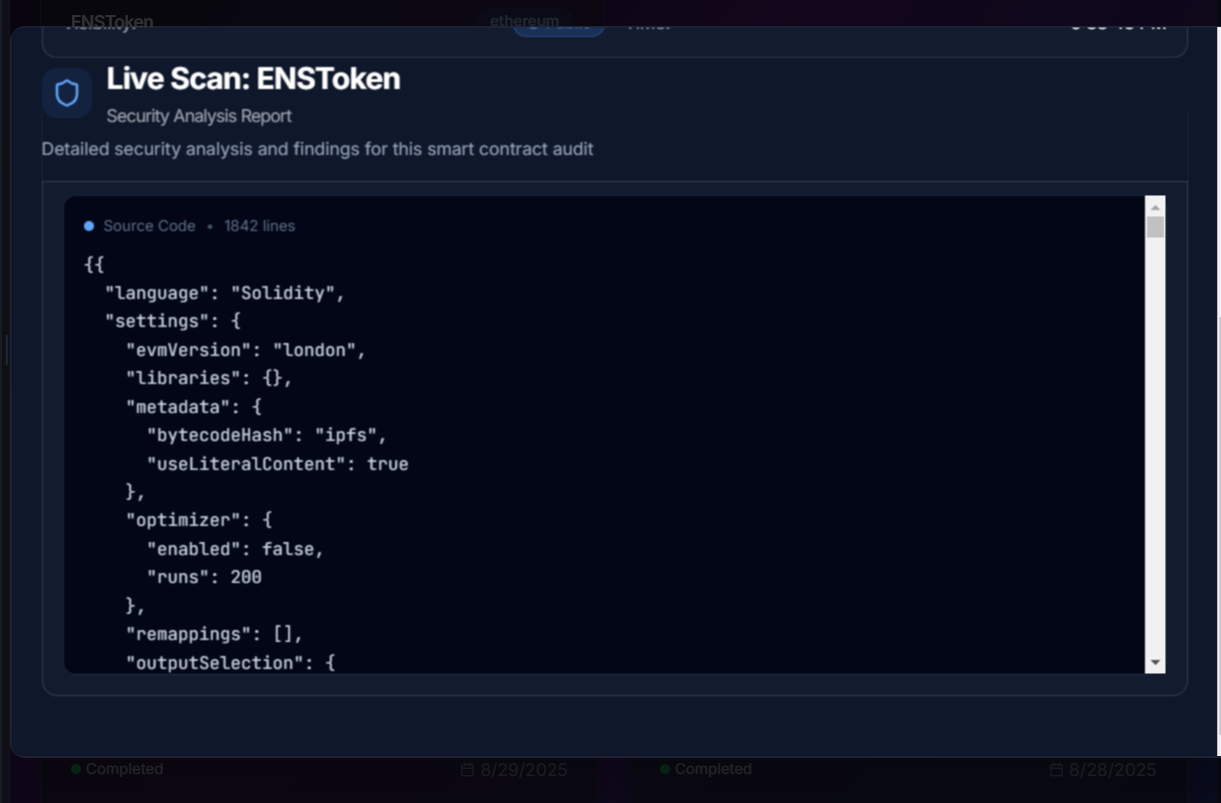 ENSToken
ethereum
Live Scan: ENSToken
Security Analysis Report
Detailed security analysis and findings for this smart contract audit
Source Code • 1842 lines
{{
"language": "Solidity",
"settings": {
"evmVersion": "london",
"libraries": {},
"metadata": {
"bytecodeHash": "ipfs",
"useLiteralContent": true
},
"optimizer": {
"enabled": false,
"runs": 200
},
"remappings": [],
"outputSelection": {
Completed
8/29/2025
Completed
8/28/2025